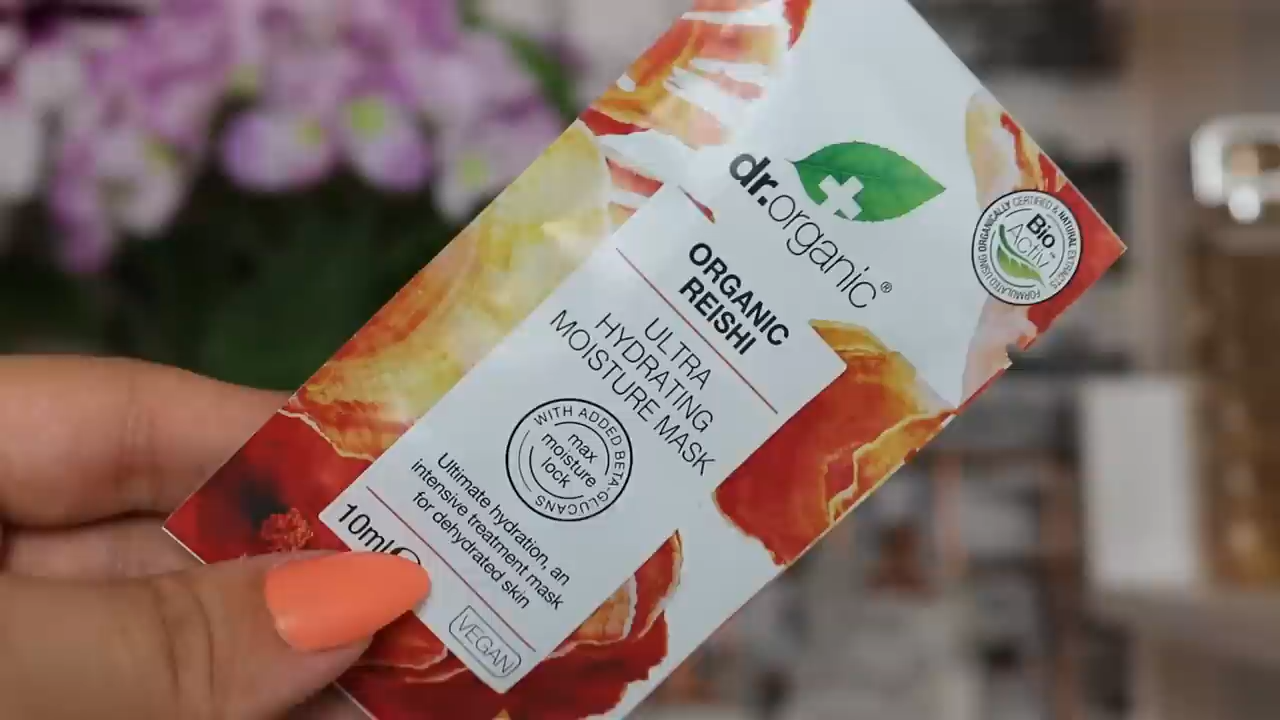 dr.organic®
FORMULATED USING ORGANICALLY CERTIFIED & NATURAL EXTRACTS
Bio
Activ
ORGANIC
REISHI
ULTRA
HYDRATING
MOISTURE MASK
WITH ADDED BETA-GLUCANS
max
moisture
lock
Ultimate hydration, an
intensive treatment mask
for dehydrated skin
10ml
VEGAN